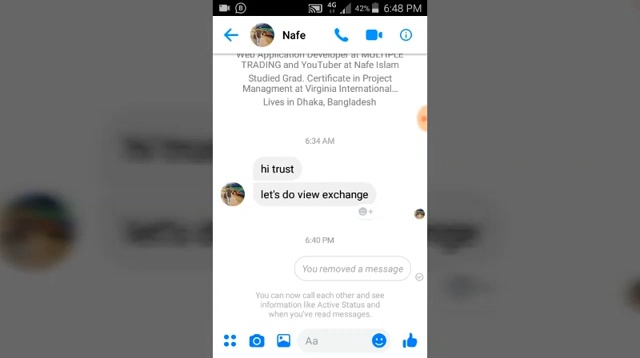 4G 42% 6:48 PM
Nafe
Web Application Developer at MULTIPLE
TRADING and YouTuber at Nafe Islam
Studied Grad. Certificate in Project
Managment at Virginia International...
Lives in Dhaka, Bangladesh
6:34 AM
hi trust
let's do view exchange
6:40 PM
You removed a message
You can now call each other and see
information like Active Status and
when you've read messages.
Aa